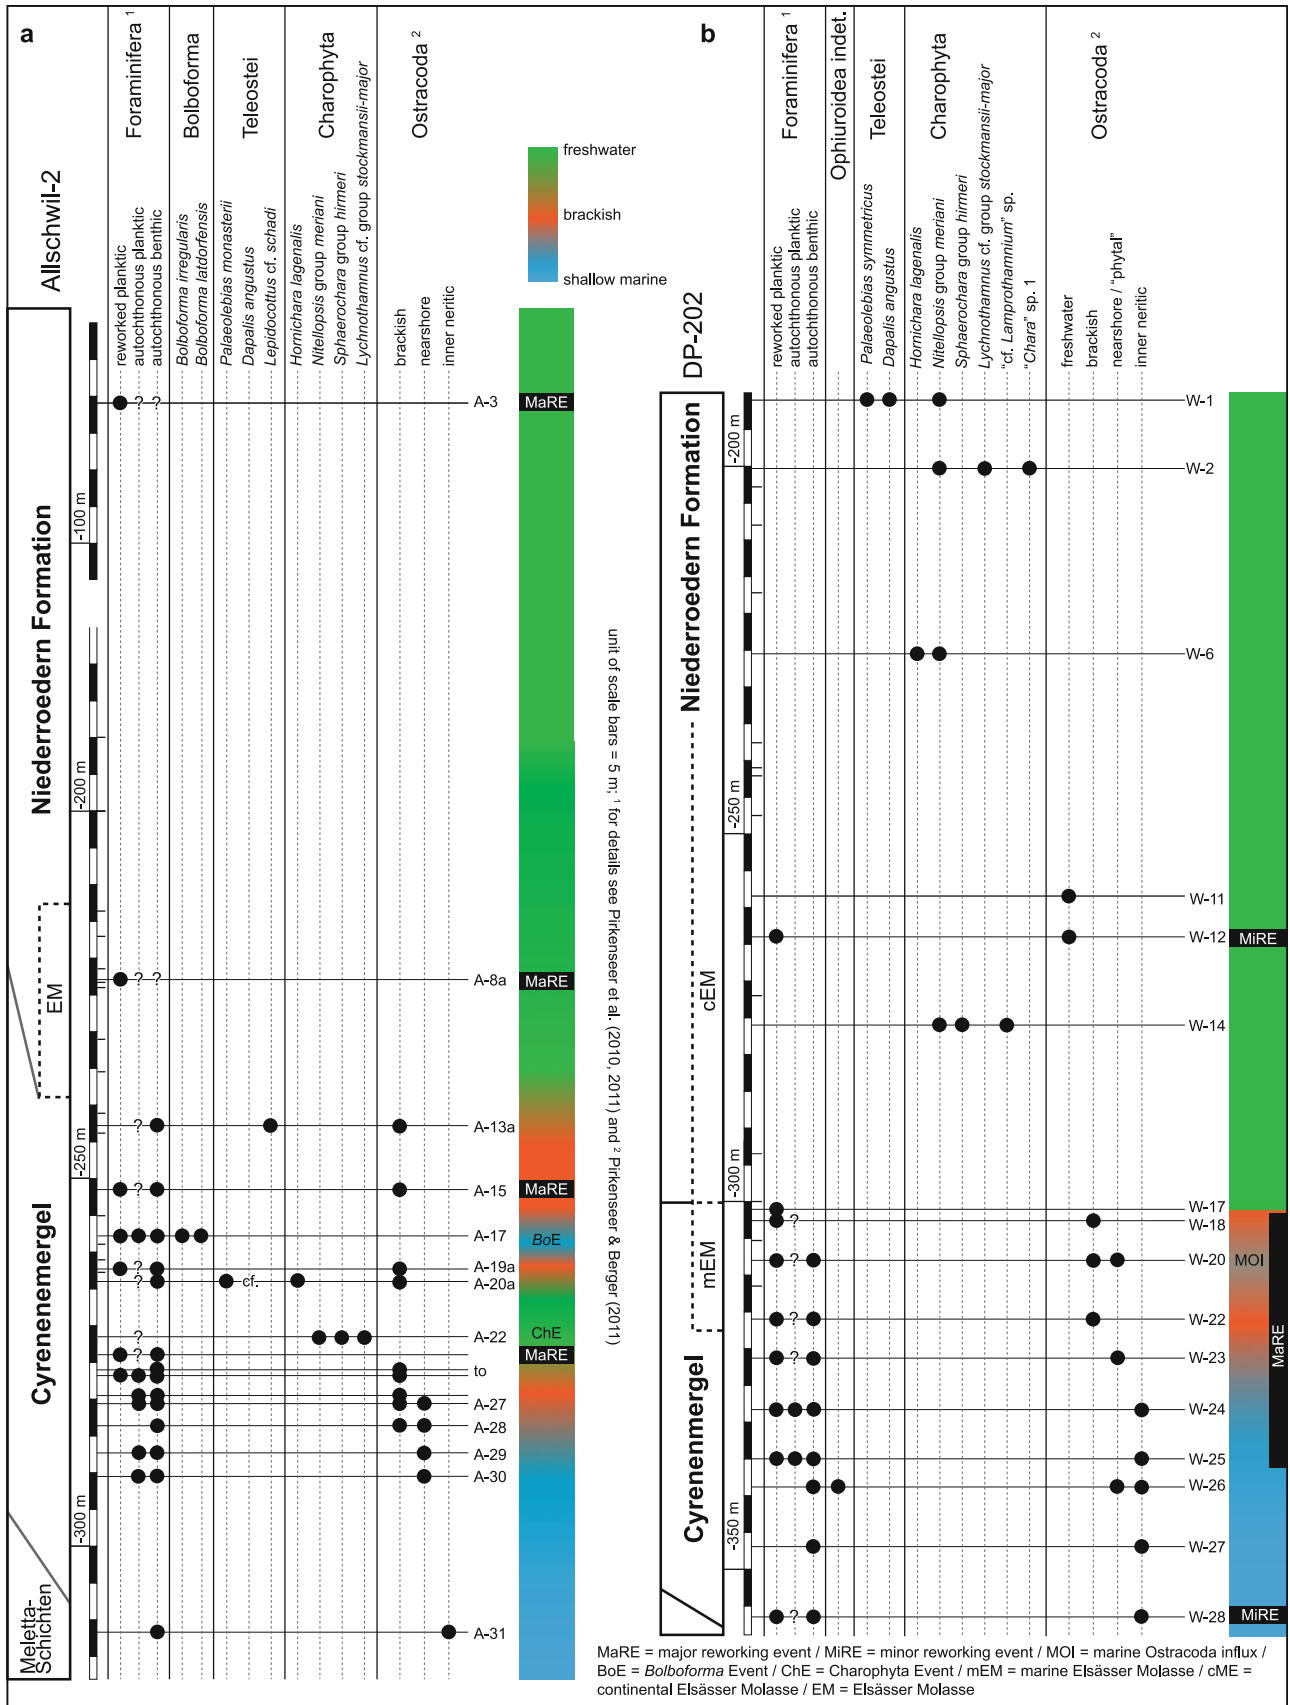 a
Allschwil-2
Foraminifera 1
Bolboforma
Teleostei
Charophyta
Ostracoda 2
reworked planktic
autochthonous planktic
autochthonous benthic
Bolboforma irregularis
Bolboforma latdorfensis
Palaeolebias monasterii
Dapalis angustus
Lepidocottus cf. schadi
Hornichara lagenalis
Nitellopsis group meriani
Sphaerochara group hirmeri
Lychnothamnus cf. group stockmansii-major
brackish
nearshore
inner neritic
freshwater
brackish
shallow marine
Niederroedern Formation
EM
Cyrenenmergel
Meletta-
Schichten
-100 m
-200 m
-250 m
-300 m
? ? A-3 MaRE
? ? A-8a MaRE
? A-13a
? A-15 MaRE
A-17 BoE
? A-19a
? cf. A-20a
? A-22 ChE
? MaRE
to
A-27
A-28
A-29
A-30
A-31
unit of scale bars = 5 m; 1 for details see Pirkenseer et al. (2010, 2011) and 2 Pirkenseer & Berger (2011)
b
DP-202
Foraminifera 1
Ophiuroidea indet.
Teleostei
Charophyta
Ostracoda 2
reworked planktic
autochthonous planktic
autochthonous benthic
Palaeolebias symmetricus
Dapalis angustus
Hornichara lagenalis
Nitellopsis group meriani
Sphaerochara group hirmeri
Lychnothamnus cf. group stockmansii-major
"cf. Lamprothamnium" sp.
"Chara" sp. 1
freshwater
brackish
nearshore / "phytal"
inner neritic
Niederroedern Formation
cEM
mEM
Cyrenenmergel
-200 m
-250 m
-300 m
-350 m
W-1
W-2
W-6
W-11
W-12 MiRE
W-14
W-17
? W-18
? W-20 MOI
? W-22
? W-23
MaRE
W-24
W-25
W-26
W-27
? W-28 MiRE
MaRE = major reworking event / MiRE = minor reworking event / MOI = marine Ostracoda influx /
BoE = Bolboforma Event / ChE = Charophyta Event / mEM = marine Elsässer Molasse / cME =
continental Elsässer Molasse / EM = Elsässer Molasse